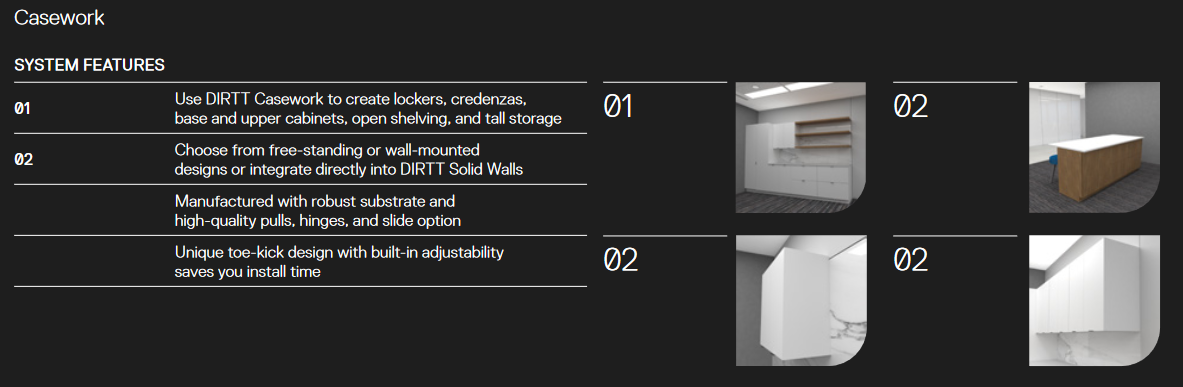 Casework
SYSTEM FEATURES
01
Use DIRTT Casework to create lockers, credenzas,
base and upper cabinets, open shelving, and tall storage
02
Choose from free-standing or wall-mounted
designs or integrate directly into DIRTT Solid Walls
Manufactured with robust substrate and
high-quality pulls, hinges, and slide option
Unique toe-kick design with built-in adjustability
saves you install time
01
02
02
02